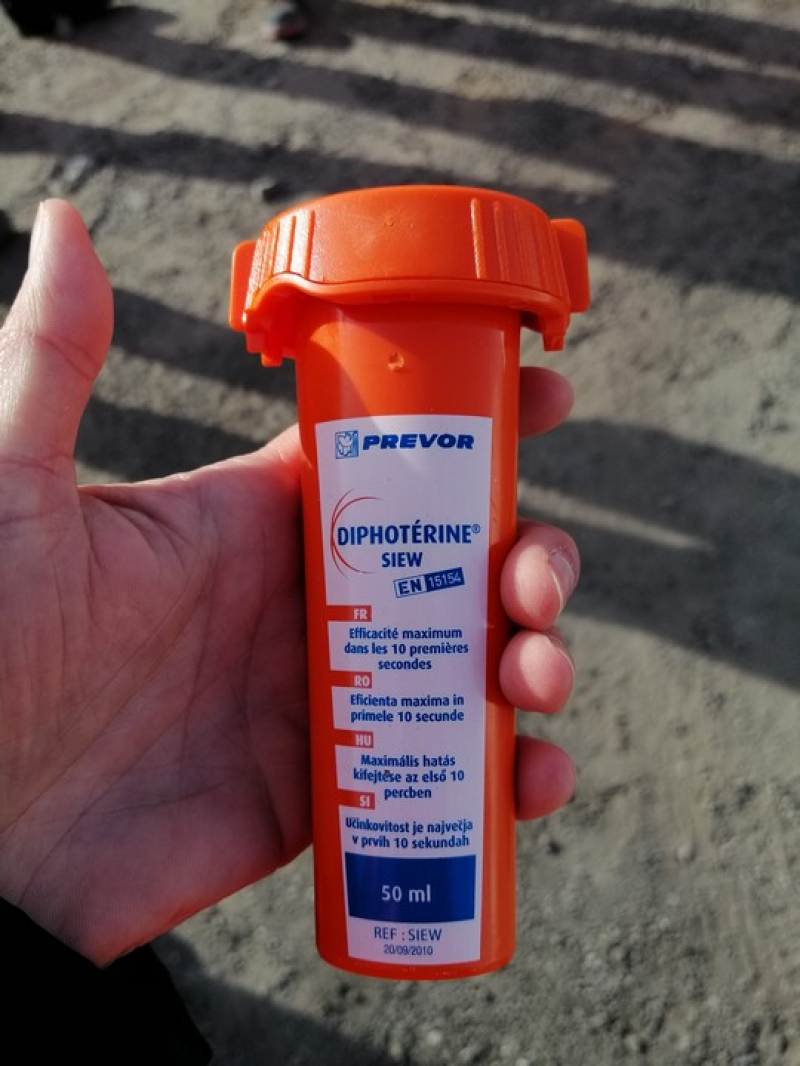 PREVOR
DIPHOTÉRINE®
SIEW
EN 15154
FR
Efficacité maximum
dans les 10 premières
secondes
RO
Eficienta maxima in
primele 10 secunde
HU
Maximális hatás
kifejtése az első 10
percben
SI
Učinkovitost je največja
v prvih 10 sekundah
50 ml
REF : SIEW
20/09/2010